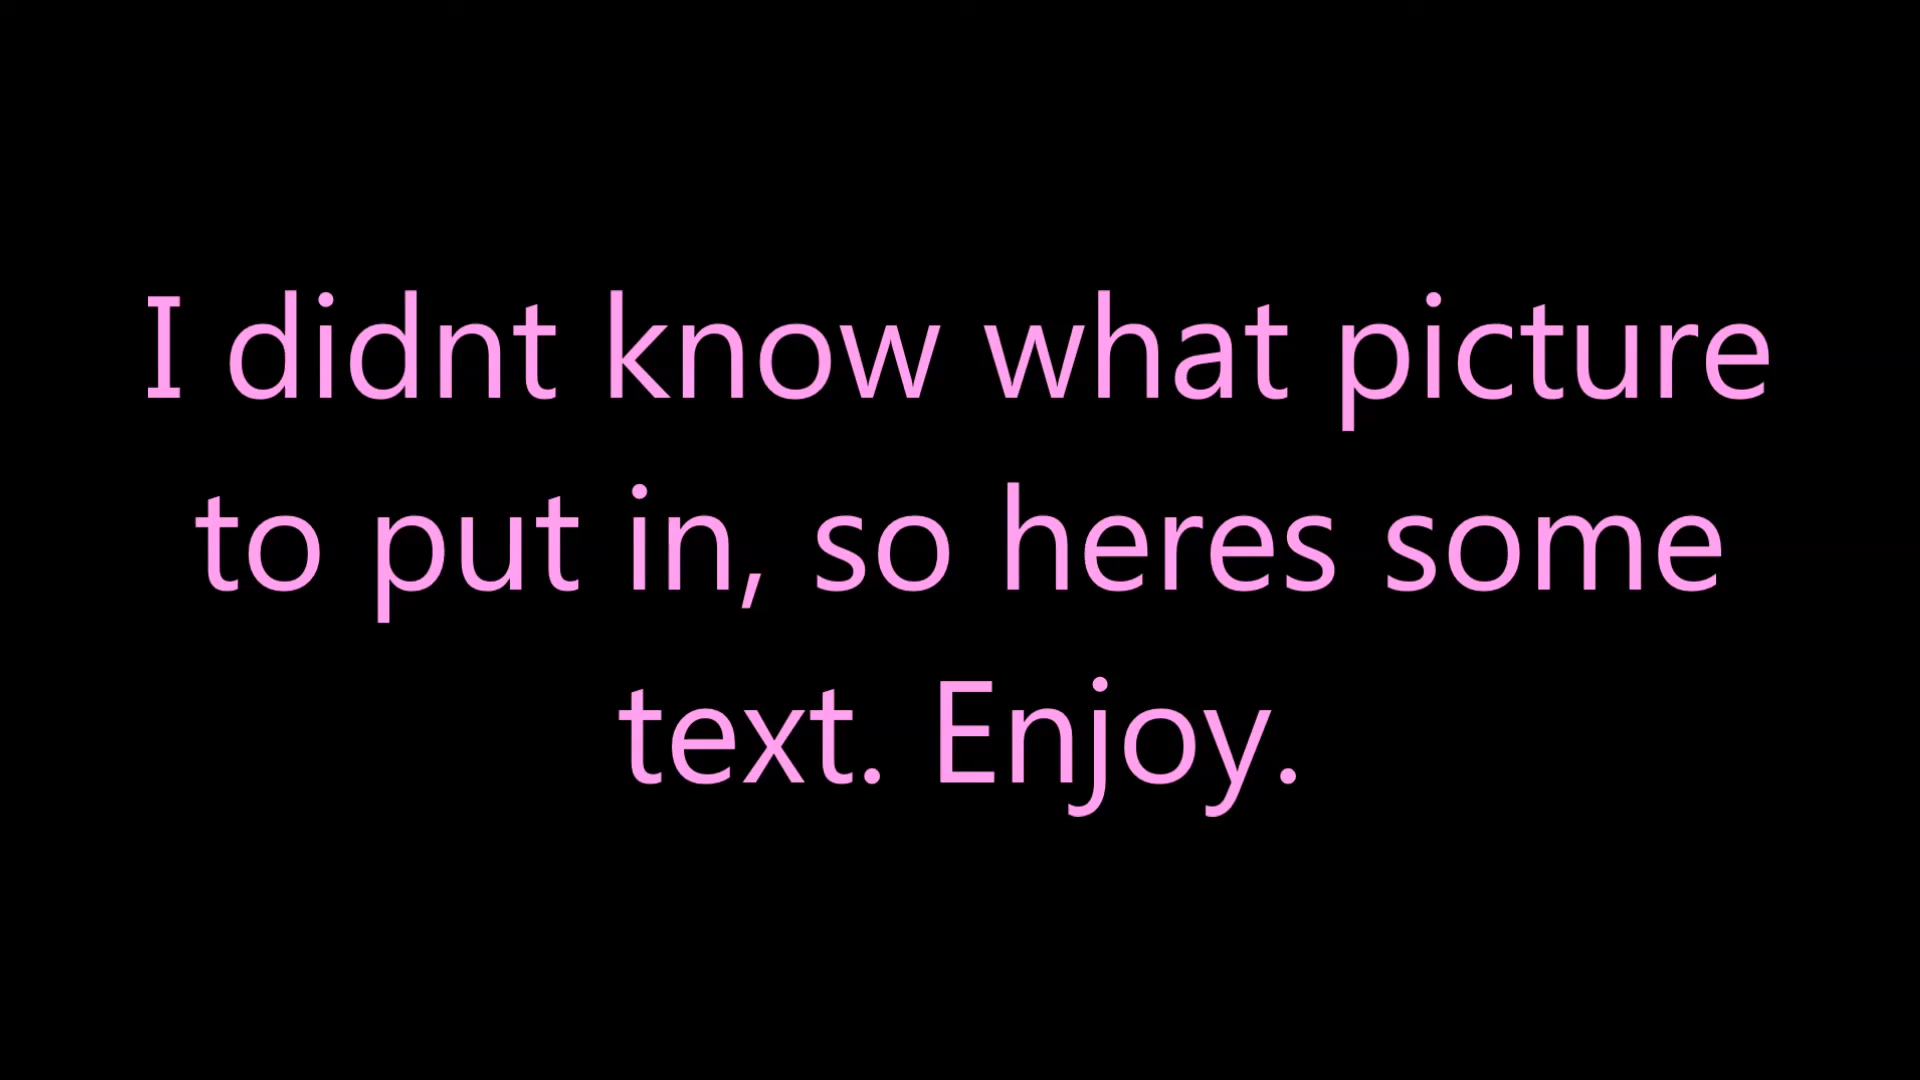 I didnt know what picture
to put in, so heres some
text. Enjoy.